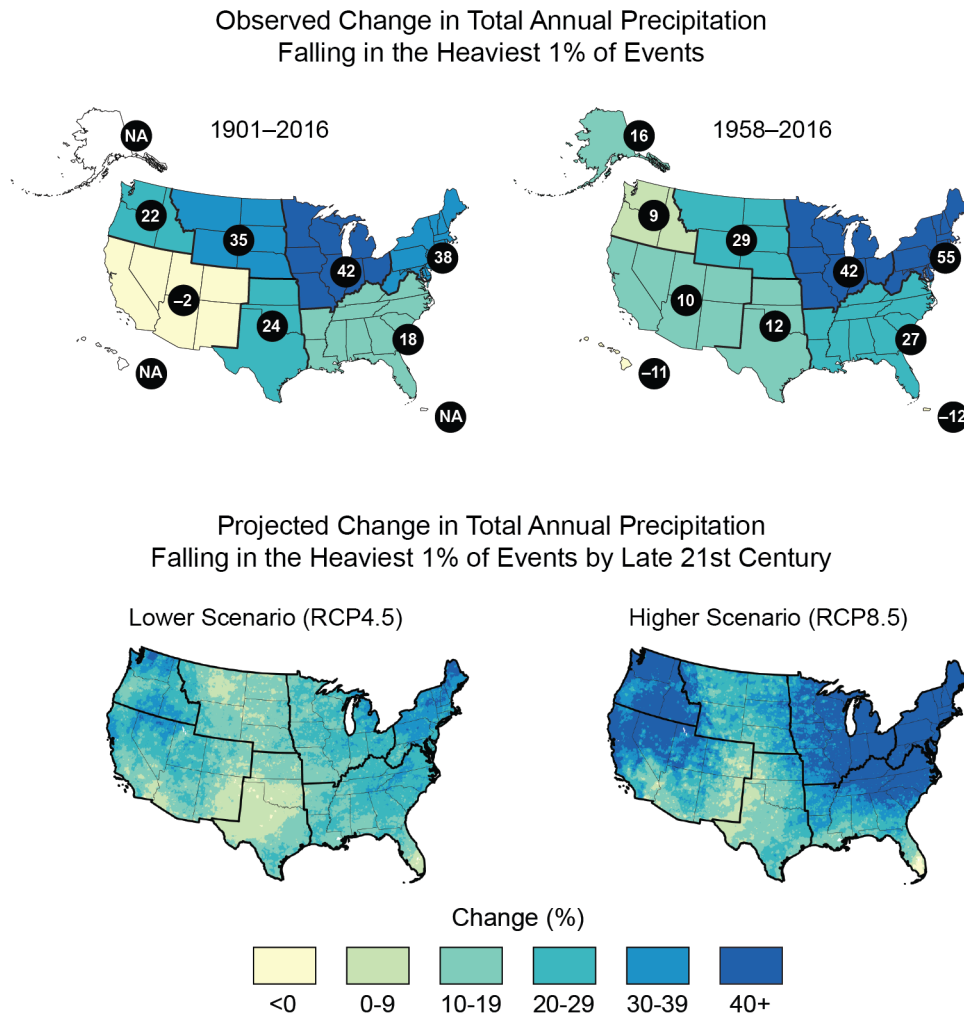 Observed Change in Total Annual Precipitation
Falling in the Heaviest 1% of Events
1901–2016
NA
22
35
38
42
–2
24
18
NA
NA
1958–2016
16
9
29
55
42
10
12
27
–11
–12
Projected Change in Total Annual Precipitation
Falling in the Heaviest 1% of Events by Late 21st Century
Lower Scenario (RCP4.5)
Higher Scenario (RCP8.5)
Change (%)
<0
0-9
10-19
20-29
30-39
40+